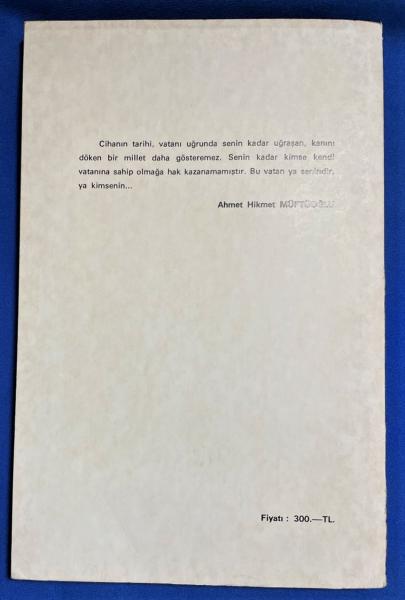 Cihanın tarihi, vatanı uğrunda senin kadar uğraşan, kanını
döken bir millet daha gösteremez. Senin kadar kimse kendi
vatanına sahip olmağa hak kazanamamıştır. Bu vatan ya senindir,
ya kimsenin...
Ahmet Hikmet MÜFTÜOĞLU
Fiyatı : 300.—TL.